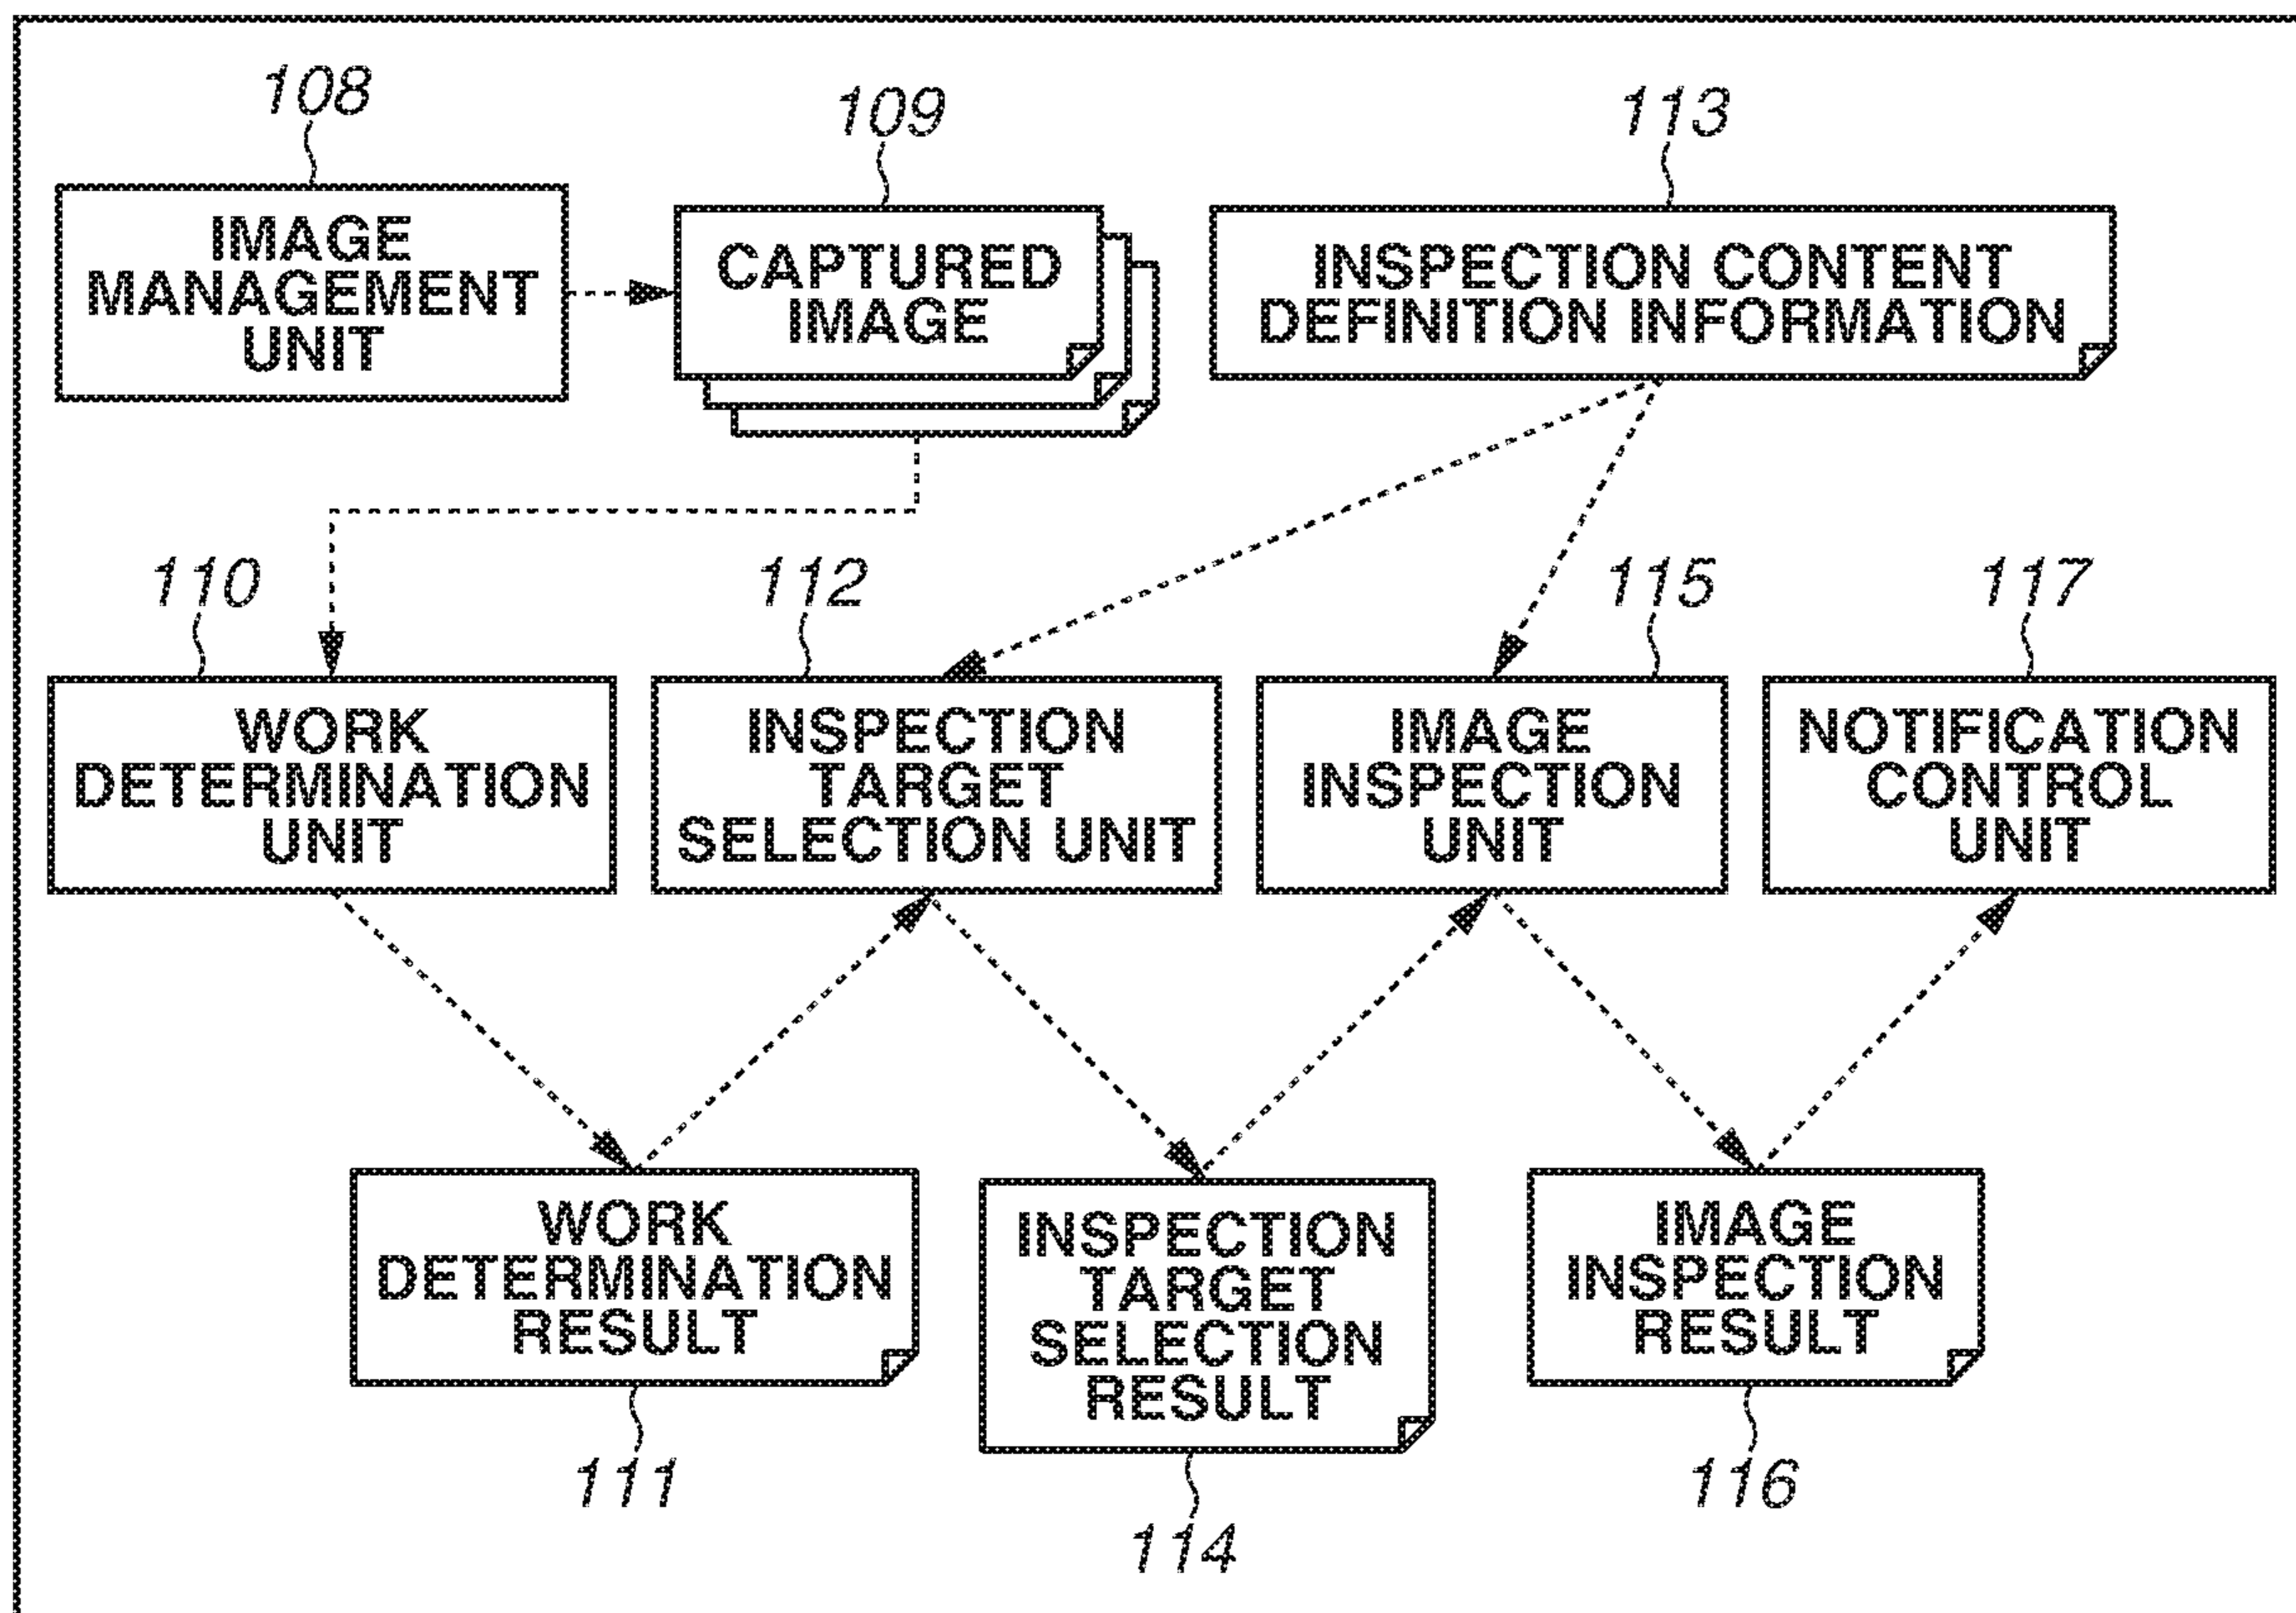 108
109
113
IMAGE
MANAGEMENT
UNIT
CAPTURED
IMAGE
INSPECTION CONTENT
DEFINITION INFORMATION
110
112
115
117
WORK
DETERMINATION
UNIT
INSPECTION
TARGET
SELECTION UNIT
IMAGE
INSPECTION
UNIT
NOTIFICATION
CONTROL
UNIT
WORK
DETERMINATION
RESULT
INSPECTION
TARGET
SELECTION
RESULT
IMAGE
INSPECTION
RESULT
111
114
116